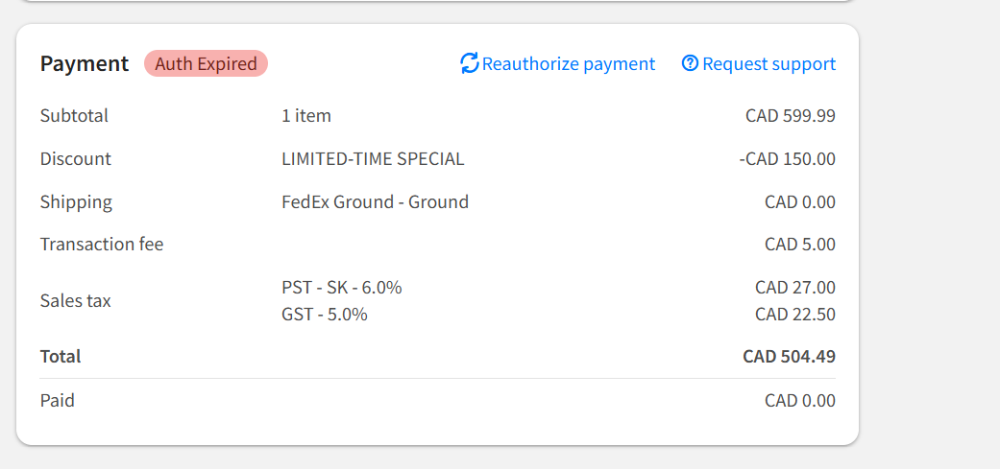 Payment Auth Expired Reauthorize payment Request support
Subtotal 1 item CAD 599.99
Discount LIMITED-TIME SPECIAL -CAD 150.00
Shipping FedEx Ground - Ground CAD 0.00
Transaction fee CAD 5.00
Sales tax PST - SK - 6.0% CAD 27.00
GST - 5.0% CAD 22.50
Total CAD 504.49
Paid CAD 0.00